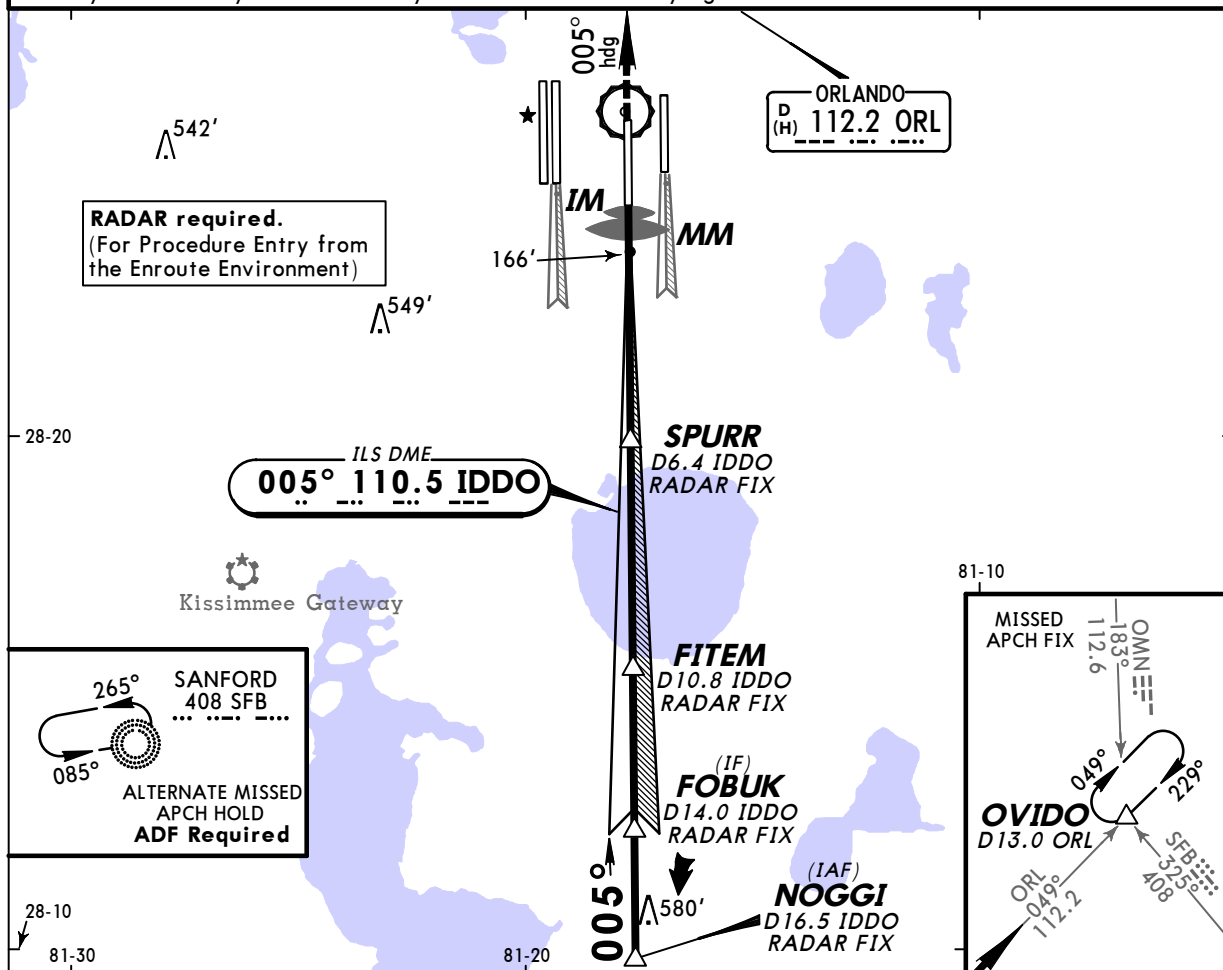 005°
hdg
ORLANDO
D
(H) 112.2 ORL
542'
RADAR required.
(For Procedure Entry from
the Enroute Environment)
IM
MM
166'
549'
28-20
SPURR
D6.4 IDDO
RADAR FIX
ILS DME
005° 110.5 IDDO
Kissimmee Gateway
81-10
SANFORD
408 SFB
265°
085°
ALTERNATE MISSED
APCH HOLD
ADF Required
FITEM
D10.8 IDDO
RADAR FIX
(IF)
FOBUK
D14.0 IDDO
RADAR FIX
005°
580'
(IAF)
NOGGI
D16.5 IDDO
RADAR FIX
MISSED
APCH FIX
OMN
183°
112.6
049°
229°
OVIDO
D13.0 ORL
ORL
049°
112.2
SFB
325°
408
28-10
81-30
81-20